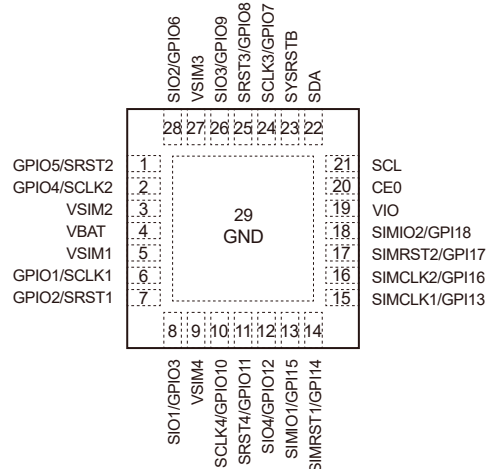 SIO2/GPIO6
VSIM3
SIO3/GPIO9
SRST3/GPIO8
SCLK3/GPIO7
SYSRSTB
SDA
28 27 26 25 24 23 22
GPIO5/SRST2 1
GPIO4/SCLK2 2
VSIM2 3
VBAT 4
VSIM1 5
GPIO1/SCLK1 6
GPIO2/SRST1 7
29
GND
21 SCL
20 CE0
19 VIO
18 SIMIO2/GPI18
17 SIMRST2/GPI17
16 SIMCLK2/GPI16
15 SIMCLK1/GPI13
8 9 10 11 12 13 14
SIO1/GPIO3
VSIM4
SCLK4/GPIO10
SRST4/GPIO11
SIO4/GPIO12
SIMIO1/GPI15
SIMRST1/GPI14